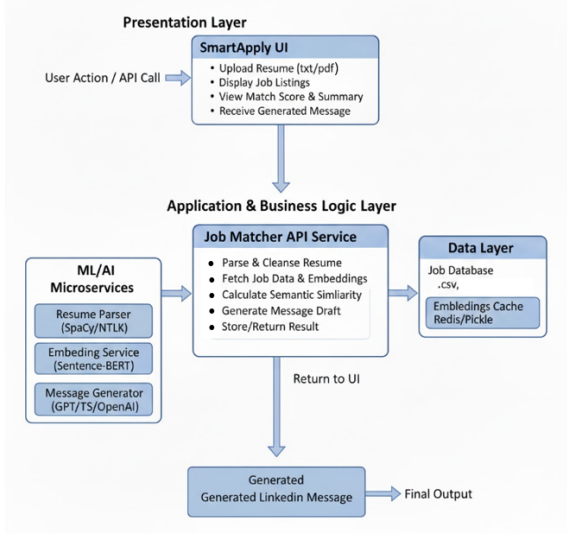 Presentation Layer
SmartApply UI
User Action / API Call
• Upload Resume (txt/pdf)
• Display Job Listings
• View Match Score & Summary
• Receive Generated Message
Application & Business Logic Layer
Job Matcher API Service
• Parse & Cleanse Resume
• Fetch Job Data & Embeddings
• Calculate Semantic Simliarity
• Generate Message Draft
• Store/Return Result
ML/AI
Microservices
Resume Parser
(SpaCy/NTLK)
Embeding Service
(Sentence-BERT)
Message Generator
(GPT/TS/OpenAI)
Data Layer
Job Database
.csv,
Embledings Cache
Redis/Pickle
Return to UI
Generated
Generated Linkedin Message
Final Output